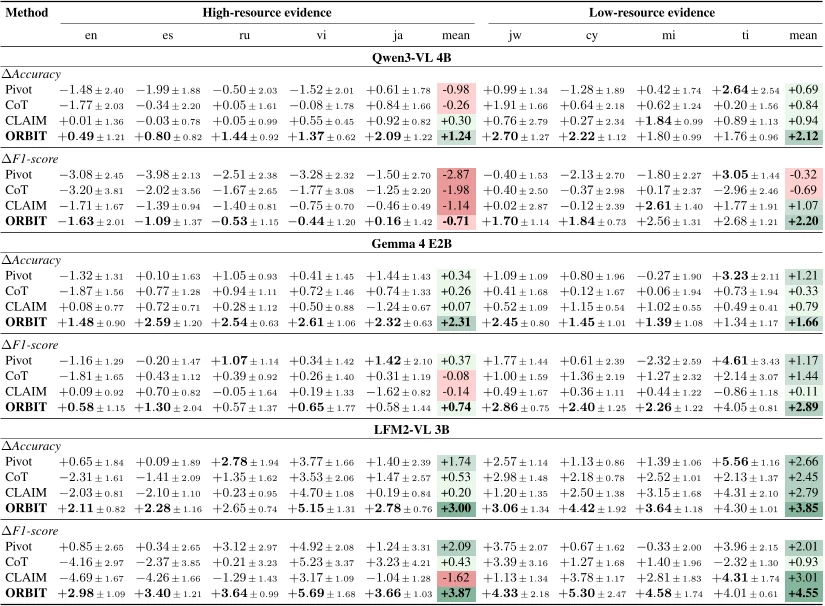 Method High-resource evidence Low-resource evidence
en es ru vi ja mean jw cy mi ti mean
Qwen3-VL 4B
ΔAccuracy
Pivot −1.48 ± 2.40 −1.99 ± 1.88 −0.50 ± 2.03 −1.52 ± 2.01 +0.61 ± 1.78 -0.98 +0.99 ± 1.34 −1.28 ± 1.89 +0.42 ± 1.74 +2.64 ± 2.54 +0.69
CoT −1.77 ± 2.03 −0.34 ± 2.20 +0.05 ± 1.61 −0.08 ± 1.78 +0.84 ± 1.66 -0.26 +1.91 ± 1.66 +0.64 ± 2.18 +0.62 ± 1.24 +0.20 ± 1.56 +0.84
CLAIM +0.01 ± 1.36 −0.03 ± 0.78 +0.05 ± 0.99 +0.55 ± 0.45 +0.92 ± 0.82 +0.30 +0.76 ± 2.79 +0.27 ± 2.34 +1.84 ± 0.99 +0.89 ± 1.13 +0.94
ORBIT +0.49 ± 1.21 +0.80 ± 0.82 +1.44 ± 0.92 +1.37 ± 0.62 +2.09 ± 1.22 +1.24 +2.70 ± 1.27 +2.22 ± 1.12 +1.80 ± 0.99 +1.76 ± 0.96 +2.12
ΔF1-score
Pivot −3.08 ± 2.45 −3.98 ± 2.13 −2.51 ± 2.38 −3.28 ± 2.32 −1.50 ± 2.70 -2.87 −0.40 ± 1.53 −2.13 ± 2.70 −1.80 ± 2.27 +3.05 ± 1.44 -0.32
CoT −3.20 ± 3.81 −2.02 ± 3.56 −1.67 ± 2.65 −1.77 ± 3.08 −1.25 ± 2.20 -1.98 +0.40 ± 2.50 −0.37 ± 2.98 +0.17 ± 2.37 −2.96 ± 2.46 -0.69
CLAIM −1.71 ± 1.67 −1.39 ± 0.94 −1.40 ± 0.81 −0.75 ± 0.70 −0.46 ± 0.49 -1.14 +0.02 ± 2.87 −0.12 ± 2.39 +2.61 ± 1.40 +1.77 ± 1.91 +1.07
ORBIT −1.63 ± 2.01 −1.09 ± 1.37 −0.53 ± 1.15 −0.44 ± 1.20 +0.16 ± 1.42 -0.71 +1.70 ± 1.14 +1.84 ± 0.73 +2.56 ± 1.31 +2.68 ± 1.21 +2.20
Gemma 4 E2B
ΔAccuracy
Pivot −1.32 ± 1.31 +0.10 ± 1.63 +1.05 ± 0.93 +0.41 ± 1.45 +1.44 ± 1.43 +0.34 +1.09 ± 1.09 +0.80 ± 1.96 −0.27 ± 1.90 +3.23 ± 2.11 +1.21
CoT −1.87 ± 1.56 +0.77 ± 1.28 +0.94 ± 1.11 +0.72 ± 1.46 +0.74 ± 1.33 +0.26 +0.41 ± 1.68 +0.12 ± 1.67 +0.06 ± 1.94 +0.73 ± 1.94 +0.33
CLAIM +0.08 ± 0.77 +0.72 ± 0.71 +0.28 ± 1.12 +0.50 ± 0.88 −1.24 ± 0.67 +0.07 +0.52 ± 1.09 +1.15 ± 0.54 +1.02 ± 0.55 +0.49 ± 0.41 +0.79
ORBIT +1.48 ± 0.90 +2.59 ± 1.20 +2.54 ± 0.63 +2.61 ± 1.06 +2.32 ± 0.63 +2.31 +2.45 ± 0.80 +1.45 ± 1.01 +1.39 ± 1.08 +1.34 ± 1.17 +1.66
ΔF1-score
Pivot −1.16 ± 1.29 −0.20 ± 1.47 +1.07 ± 1.14 +0.34 ± 1.42 +1.42 ± 2.10 +0.37 +1.77 ± 1.44 +0.61 ± 2.39 −2.32 ± 2.59 +4.61 ± 3.43 +1.17
CoT −1.81 ± 1.65 +0.43 ± 1.12 +0.39 ± 0.92 +0.26 ± 1.40 +0.31 ± 1.19 -0.08 +1.00 ± 1.59 +1.36 ± 2.19 +1.27 ± 2.32 +2.14 ± 3.07 +1.44
CLAIM +0.09 ± 0.92 +0.70 ± 0.82 −0.05 ± 1.64 +0.19 ± 1.33 −1.62 ± 0.82 -0.14 +0.49 ± 1.67 +0.36 ± 1.11 +0.44 ± 1.22 −0.86 ± 1.18 +0.11
ORBIT +0.58 ± 1.15 +1.30 ± 2.04 +0.57 ± 1.37 +0.65 ± 1.77 +0.58 ± 1.44 +0.74 +2.86 ± 0.75 +2.40 ± 1.25 +2.26 ± 1.22 +4.05 ± 0.81 +2.89
LFM2-VL 3B
ΔAccuracy
Pivot +0.65 ± 1.84 +0.09 ± 1.89 +2.78 ± 1.94 +3.77 ± 1.66 +1.40 ± 2.39 +1.74 +2.57 ± 1.14 +1.13 ± 0.86 +1.39 ± 1.06 +5.56 ± 1.16 +2.66
CoT −2.31 ± 1.61 −1.41 ± 2.09 +1.35 ± 1.62 +3.53 ± 2.06 +1.47 ± 2.57 +0.53 +2.98 ± 1.48 +2.18 ± 0.78 +2.52 ± 1.01 +2.13 ± 1.37 +2.45
CLAIM −2.03 ± 0.81 −2.10 ± 1.10 +0.23 ± 0.95 +4.70 ± 1.08 +0.19 ± 0.84 +0.20 +1.20 ± 1.35 +2.50 ± 1.38 +3.15 ± 1.68 +4.31 ± 2.10 +2.79
ORBIT +2.11 ± 0.82 +2.28 ± 1.16 +2.65 ± 0.74 +5.15 ± 1.31 +2.78 ± 0.76 +3.00 +3.06 ± 1.34 +4.42 ± 1.92 +3.64 ± 1.18 +4.30 ± 1.01 +3.85
ΔF1-score
Pivot +0.85 ± 2.65 +0.34 ± 2.65 +3.12 ± 2.97 +4.92 ± 2.08 +1.24 ± 3.31 +2.09 +3.75 ± 2.07 +0.67 ± 1.62 −0.33 ± 2.00 +3.96 ± 2.15 +2.01
CoT −4.16 ± 2.97 −2.37 ± 3.85 +0.21 ± 3.23 +5.23 ± 3.37 +3.23 ± 4.21 +0.43 +3.39 ± 3.16 +1.27 ± 1.68 +1.40 ± 1.96 −2.32 ± 1.30 +0.93
CLAIM −4.69 ± 1.67 −4.26 ± 1.66 −1.29 ± 1.43 +3.17 ± 1.09 −1.04 ± 1.28 -1.62 +1.13 ± 1.34 +3.78 ± 1.17 +2.81 ± 1.83 +4.31 ± 1.74 +3.01
ORBIT +2.98 ± 1.09 +3.40 ± 1.21 +3.64 ± 0.99 +5.69 ± 1.68 +3.66 ± 1.03 +3.87 +4.33 ± 2.18 +5.30 ± 2.47 +4.58 ± 1.74 +4.01 ± 0.61 +4.55